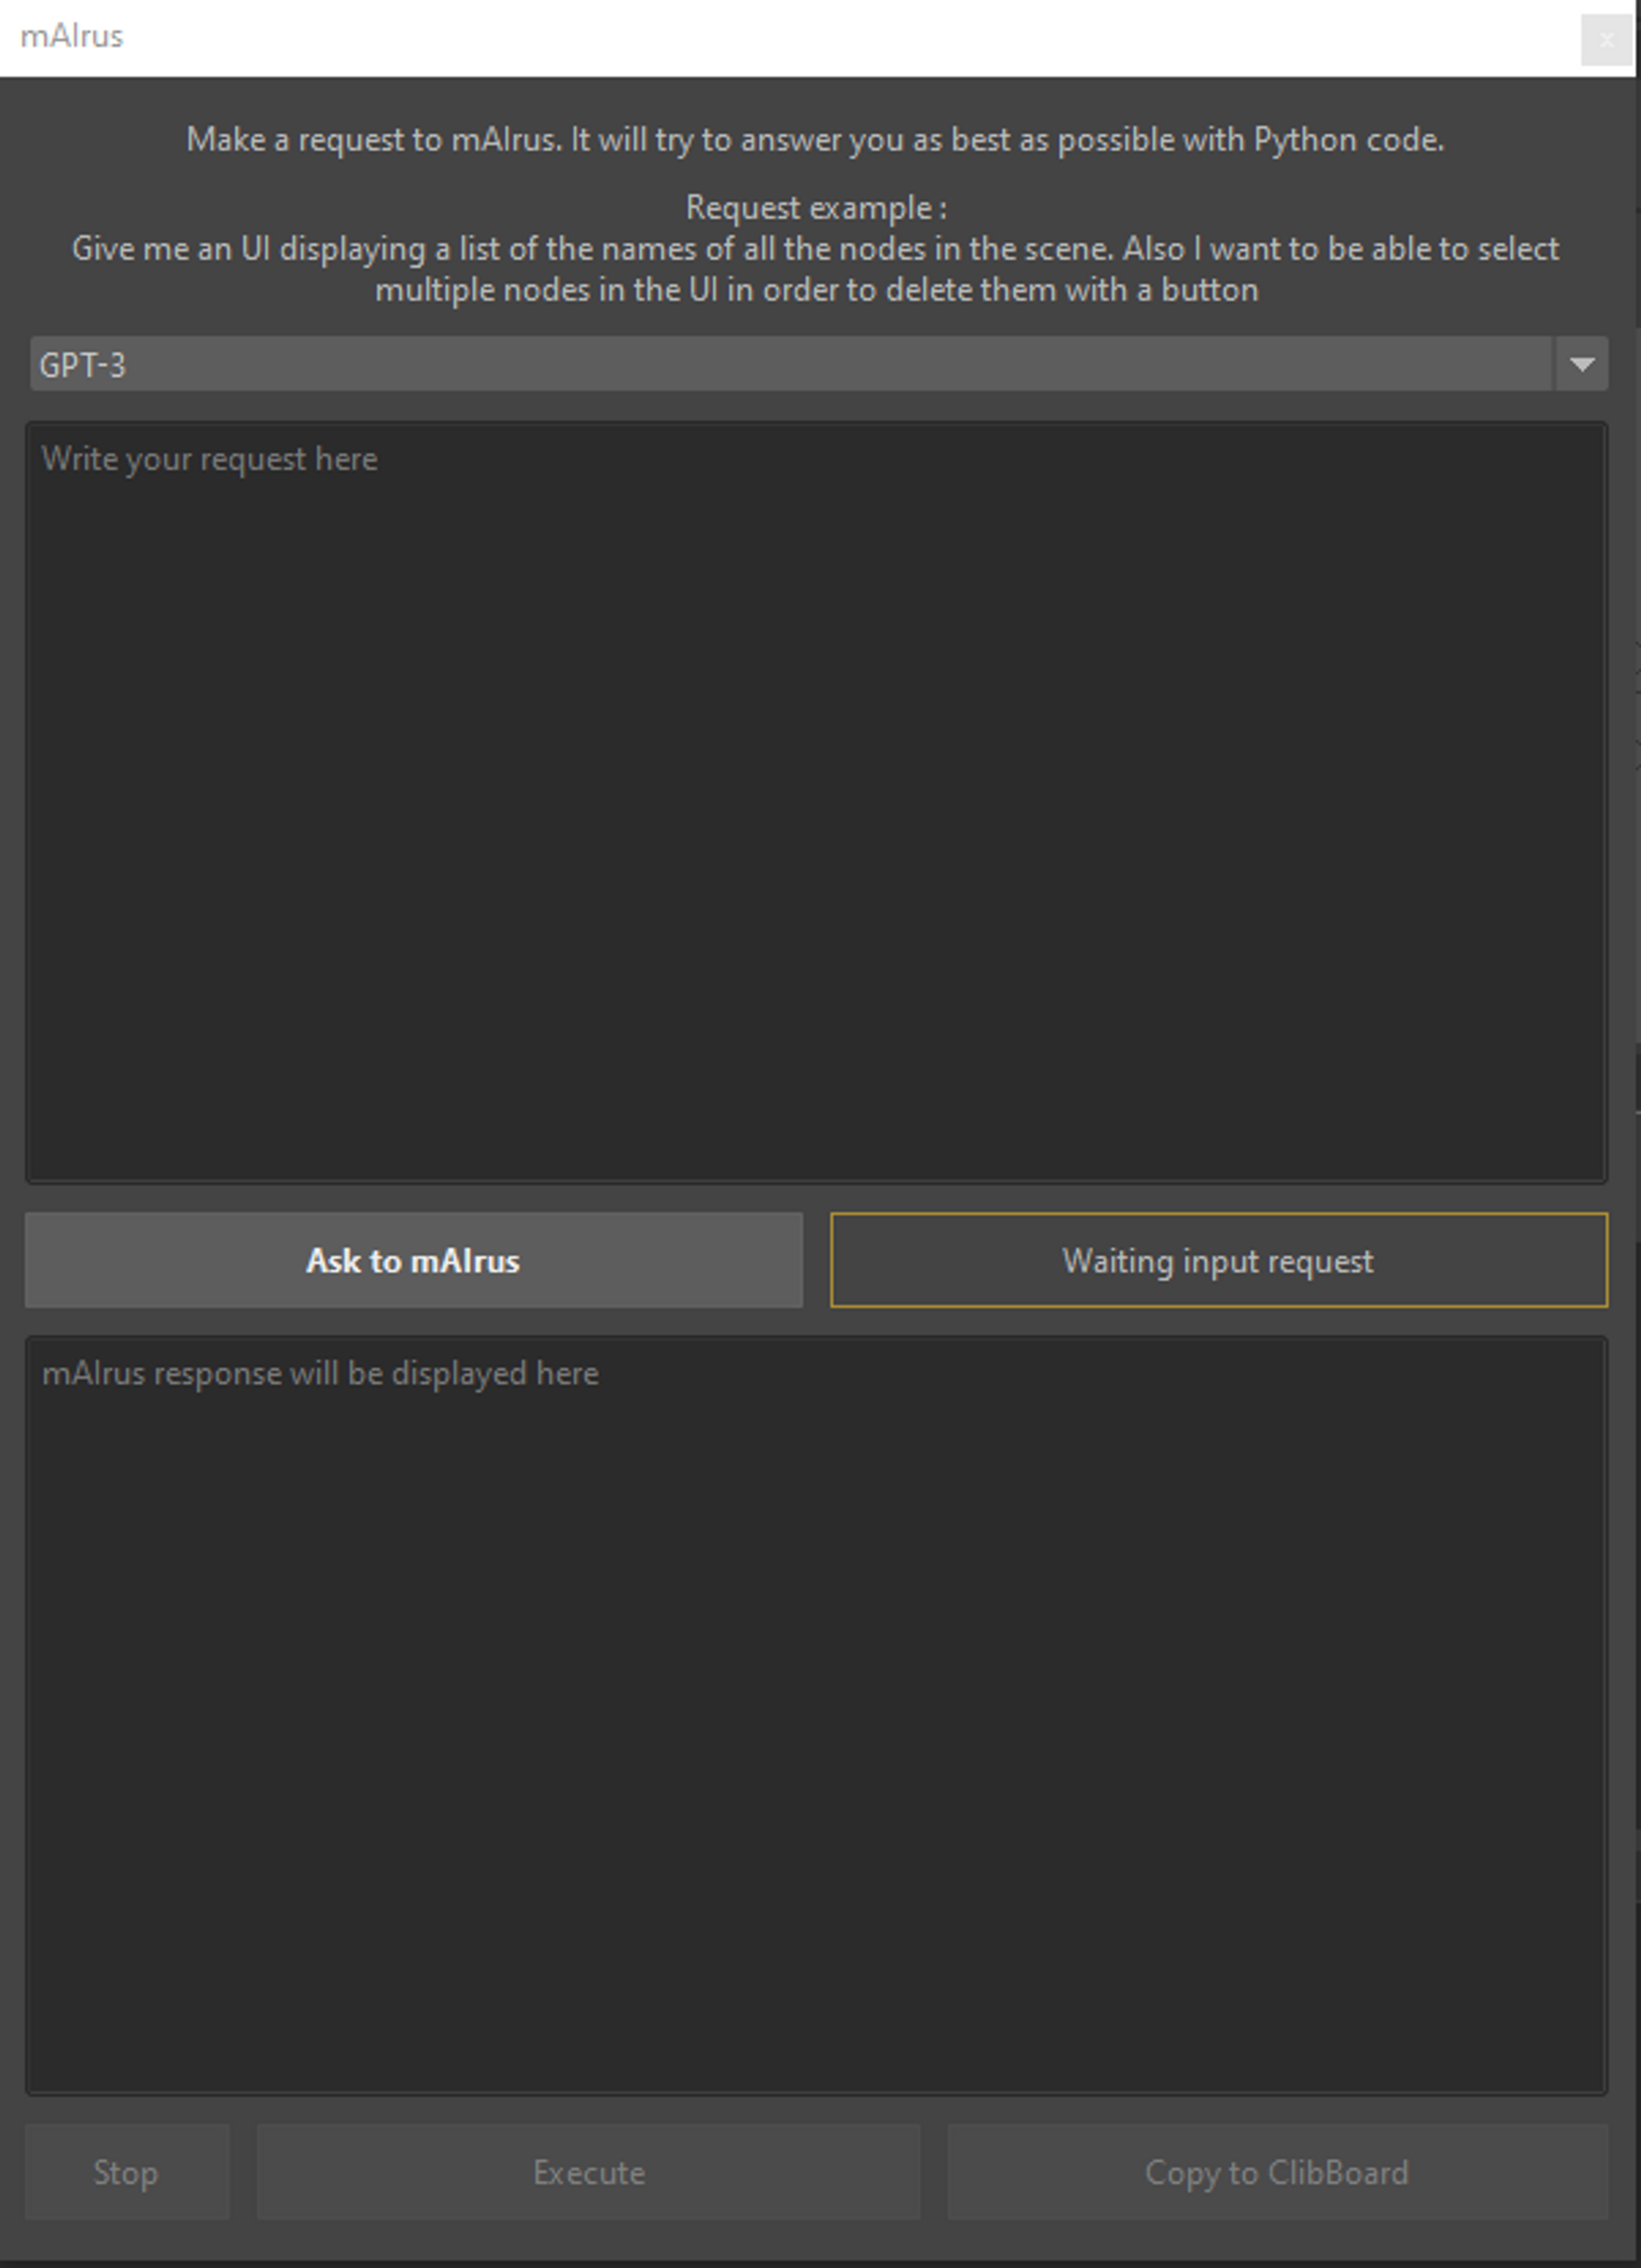 mAIrus
x
Make a request to mAIrus. It will try to answer you as best as possible with Python code.
Request example :
Give me an UI displaying a list of the names of all the nodes in the scene. Also I want to be able to select
multiple nodes in the UI in order to delete them with a button
GPT-3
Write your request here
Ask to mAIrus
Waiting input request
mAIrus response will be displayed here
Stop
Execute
Copy to ClibBoard